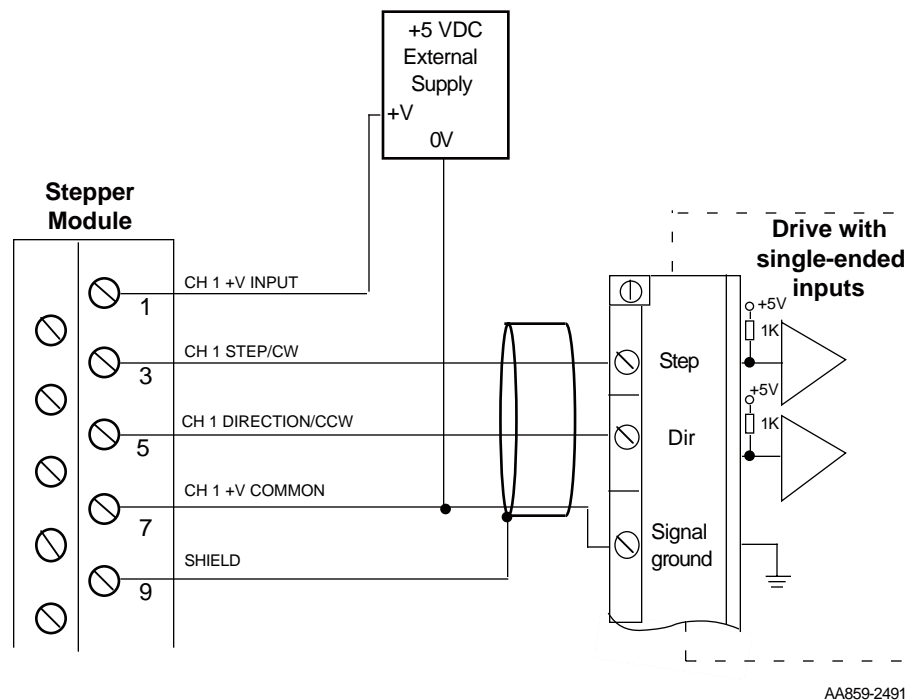 +5 VDC
External
Supply
+V
0V
Stepper
Module
CH 1 +V INPUT
1
CH 1 STEP/CW
3
CH 1 DIRECTION/CCW
5
CH 1 +V COMMON
7
SHIELD
9
Drive with
single-ended
inputs
+5V
1K
Step
+5V
1K
Dir
Signal
ground
AA859-2491